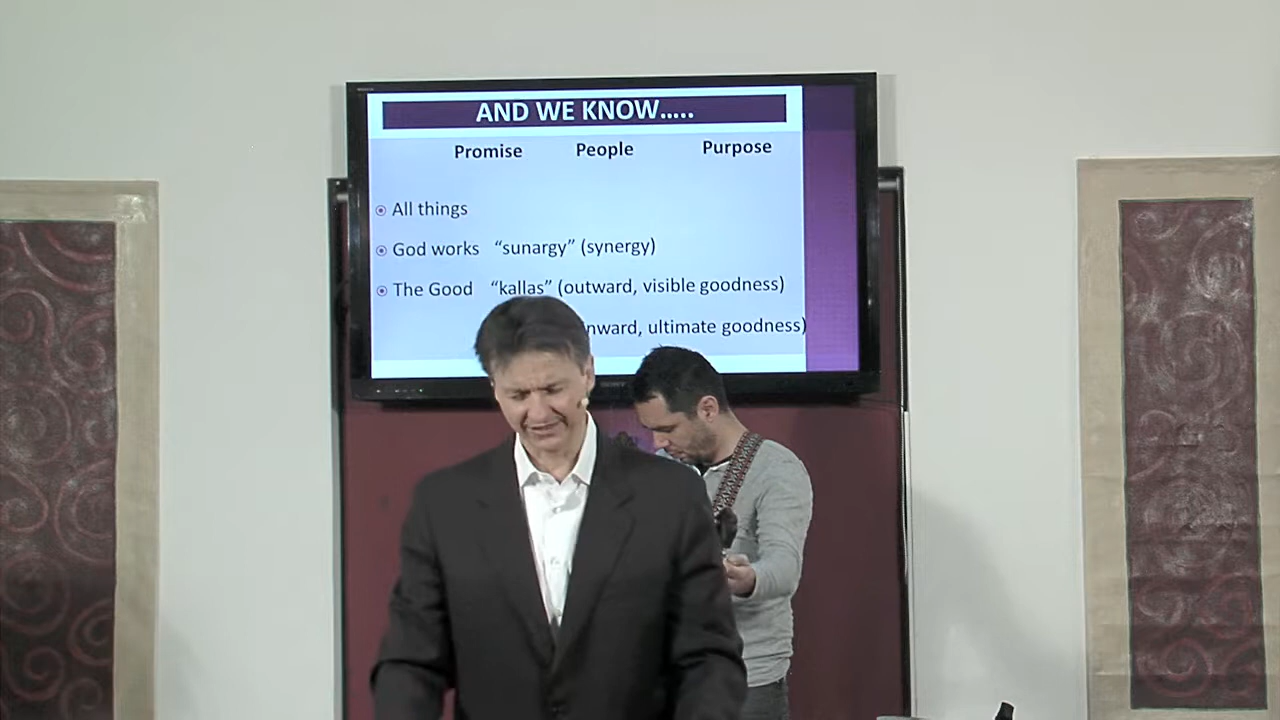 AND WE KNOW.....
Promise People Purpose
All things
God works “sunargy” (synergy)
The Good “kallas” (outward, visible goodness)
nward, ultimate goodness)